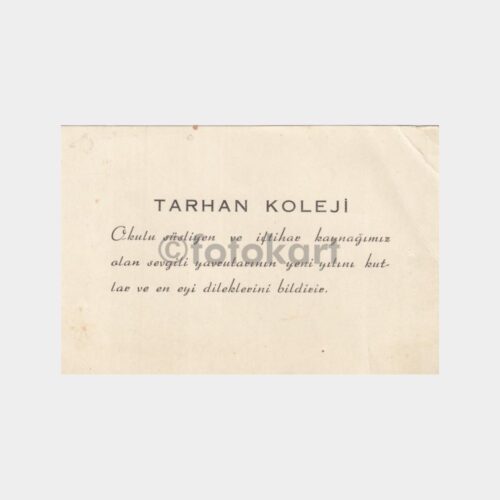 TARHAN KOLEJİ
Okulu süsliyen ve iftihar kaynağımız
olan sevgili yavrularının yeni yılını kut-
lar ve en eyi dileklerini bildirir.
©fotokart